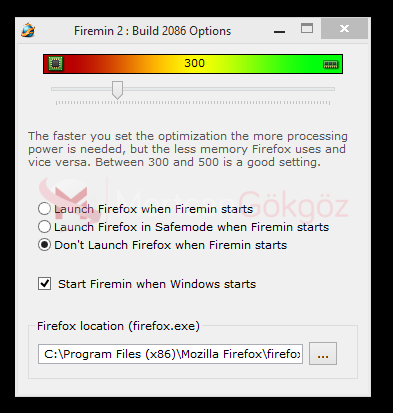 Firemin 2 : Build 2086 Options
300
The faster you set the optimization the more processing
power is needed, but the less memory Firefox uses and
vice versa. Between 300 and 500 is a good setting.
Gökgöz
Launch Firefox when Firemin starts
Launch Firefox in Safemode when Firemin starts
Don't Launch Firefox when Firemin starts
Start Firemin when Windows starts
Firefox location (firefox.exe)
C:\Program Files (x86)\Mozilla Firefox\firefo
...